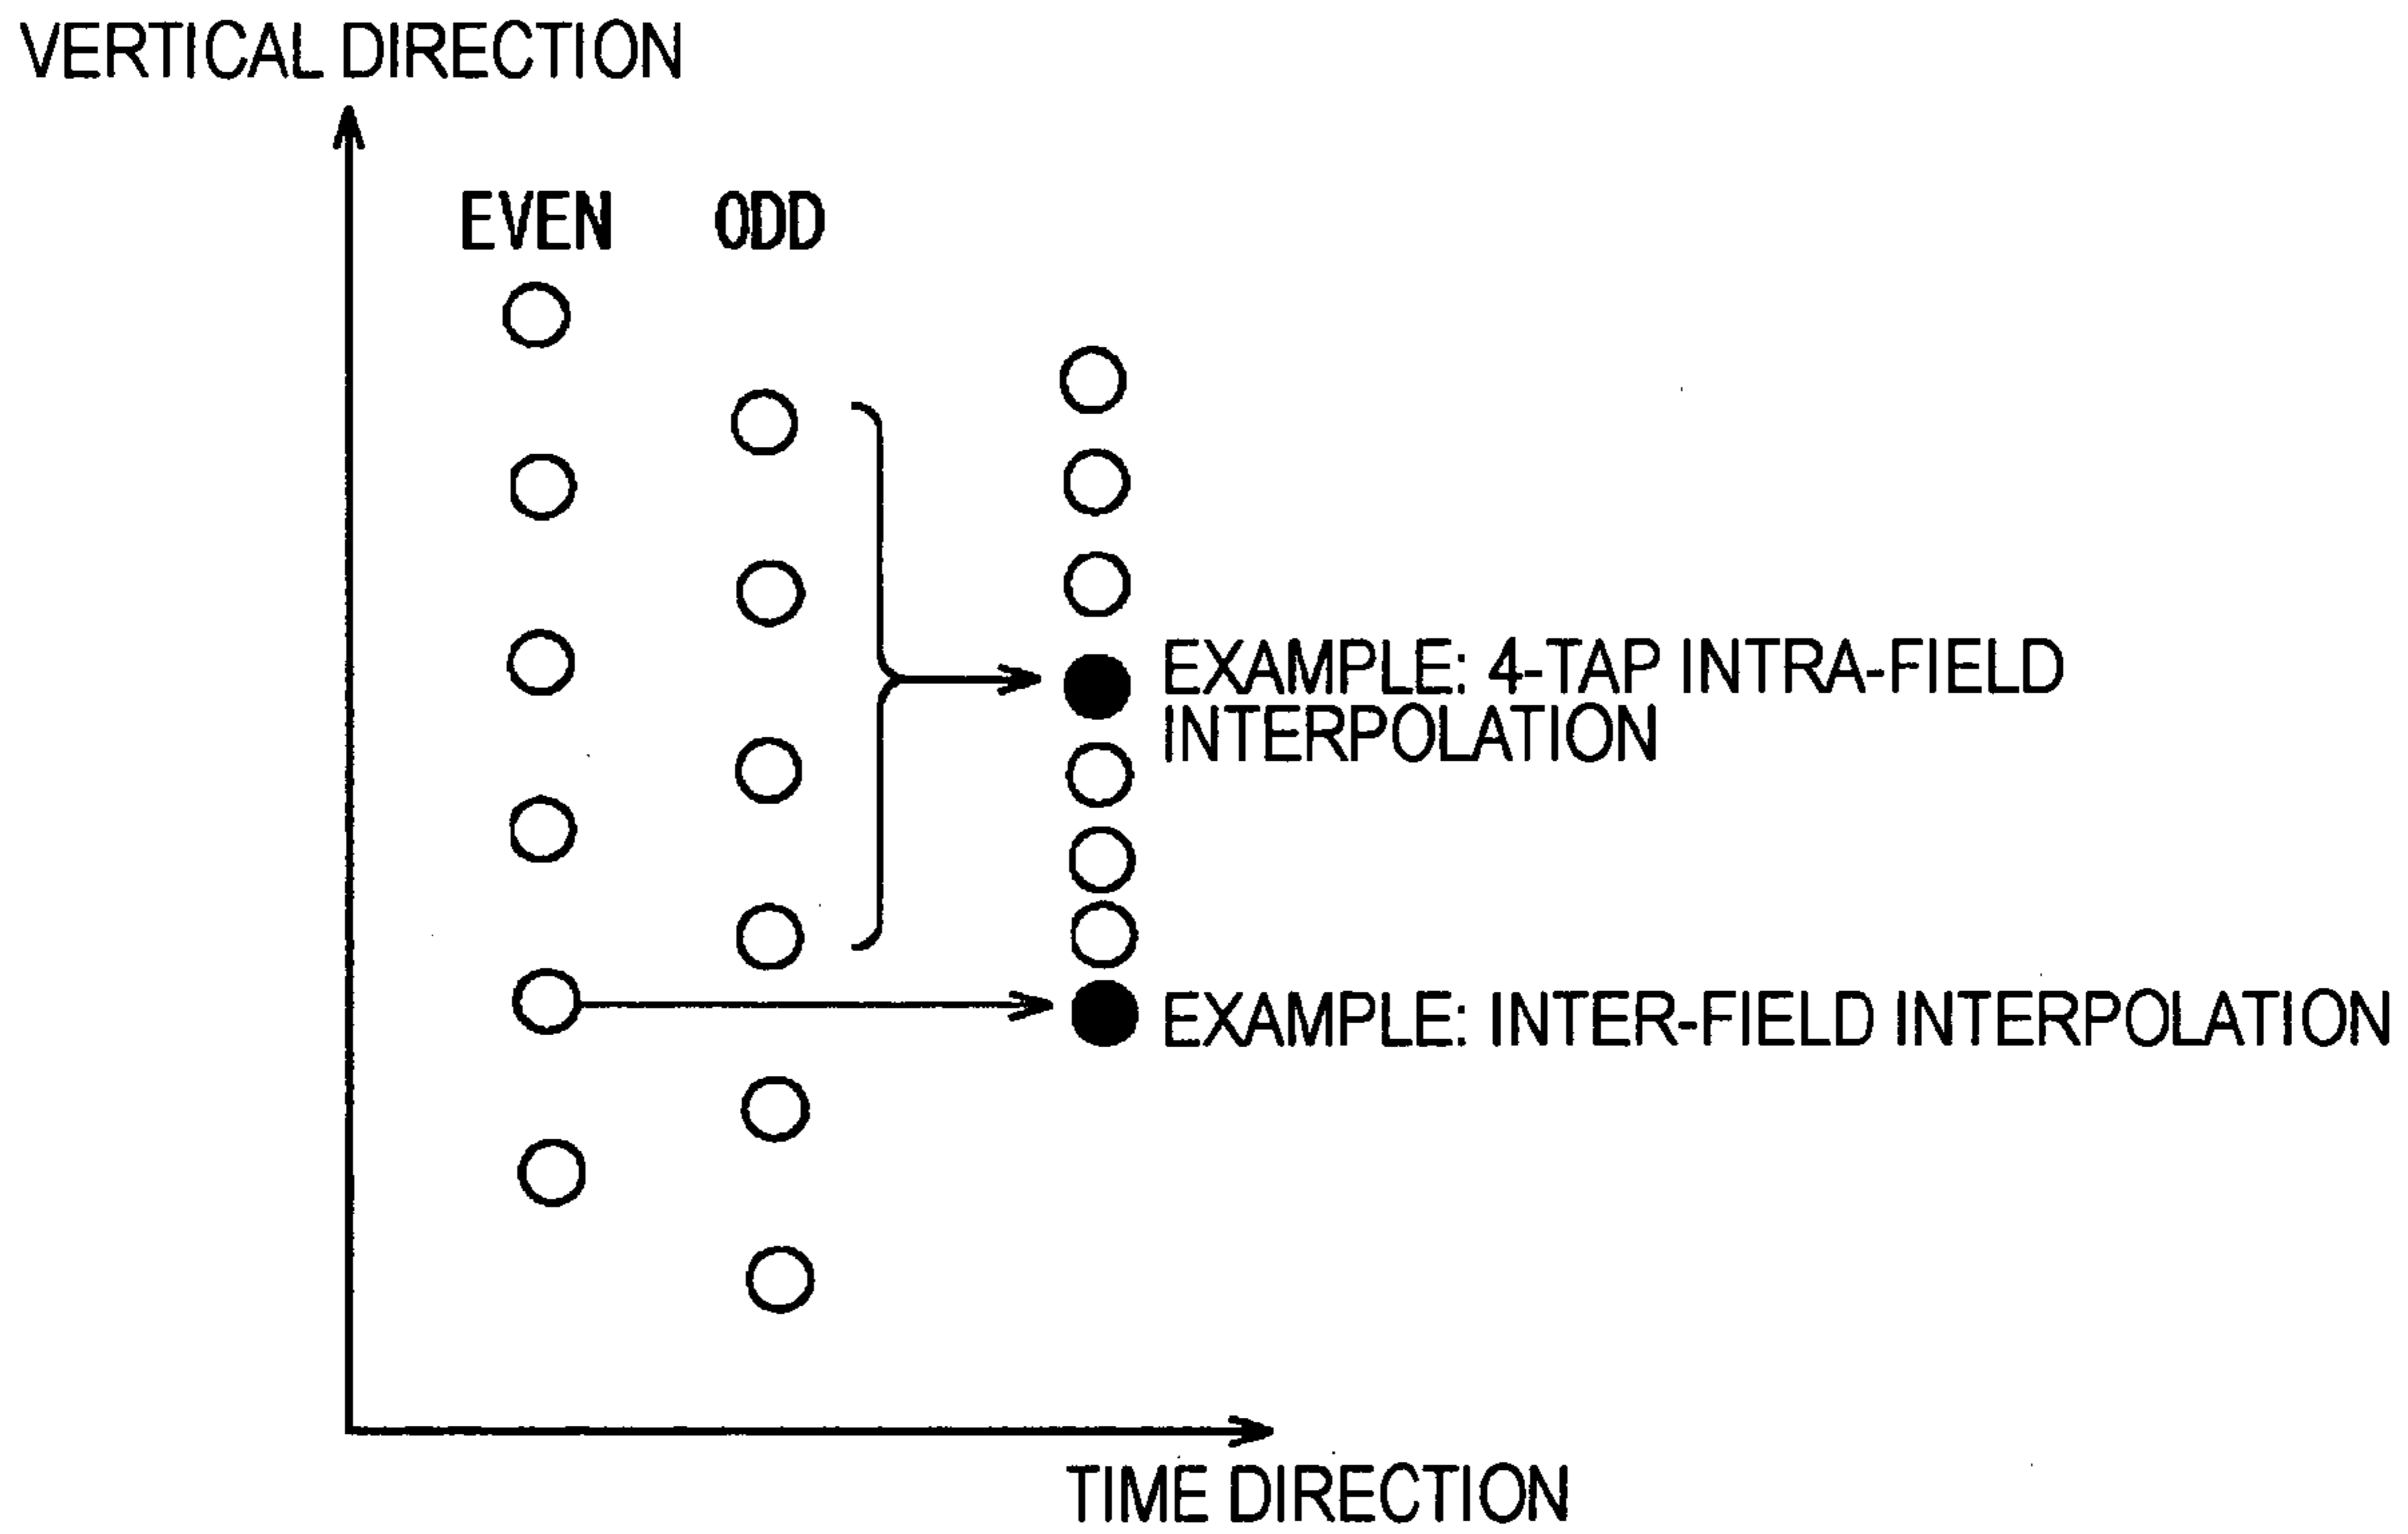 VERTICAL DIRECTION
EVEN ODD
EXAMPLE: 4-TAP INTRA-FIELD
INTERPOLATION
EXAMPLE: INTER-FIELD INTERPOLATION
TIME DIRECTION